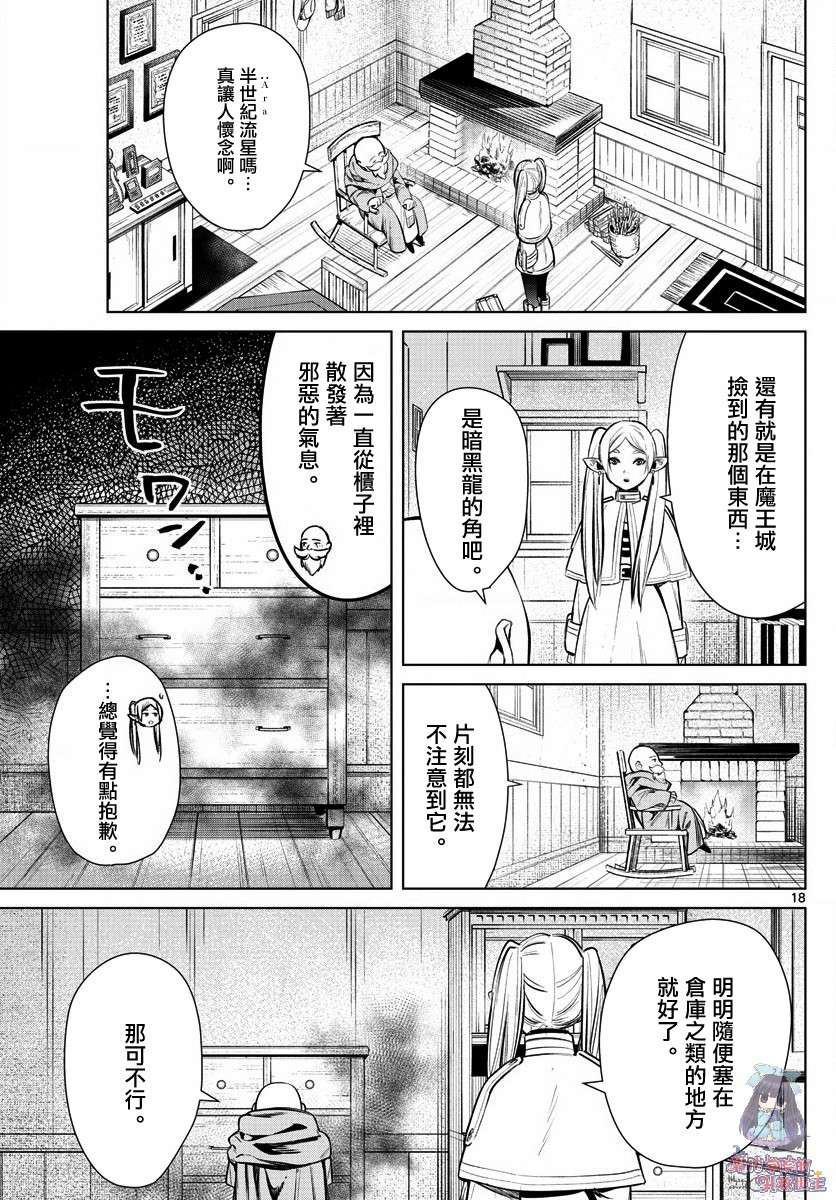 半世紀流星嗎…
Ära
真讓人懷念啊。
還有就是在魔王城
撿到的那個東西…
是暗黑龍的角吧。
片刻都無法
不注意到它。
因為一直從櫃子裡
散發著
邪惡的氣息。
モワン
…總覺得有點抱歉。
18
明明隨便塞在
倉庫之類的地方
就好了。
那可不行。